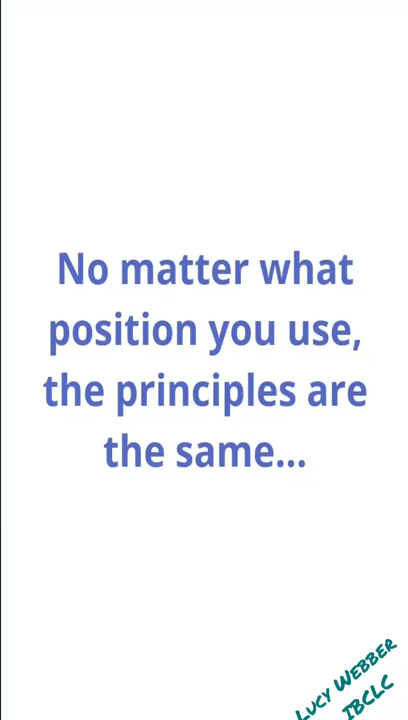 No matter what
position you use,
the principles are
the same...
Lucy Webber
IBCLC